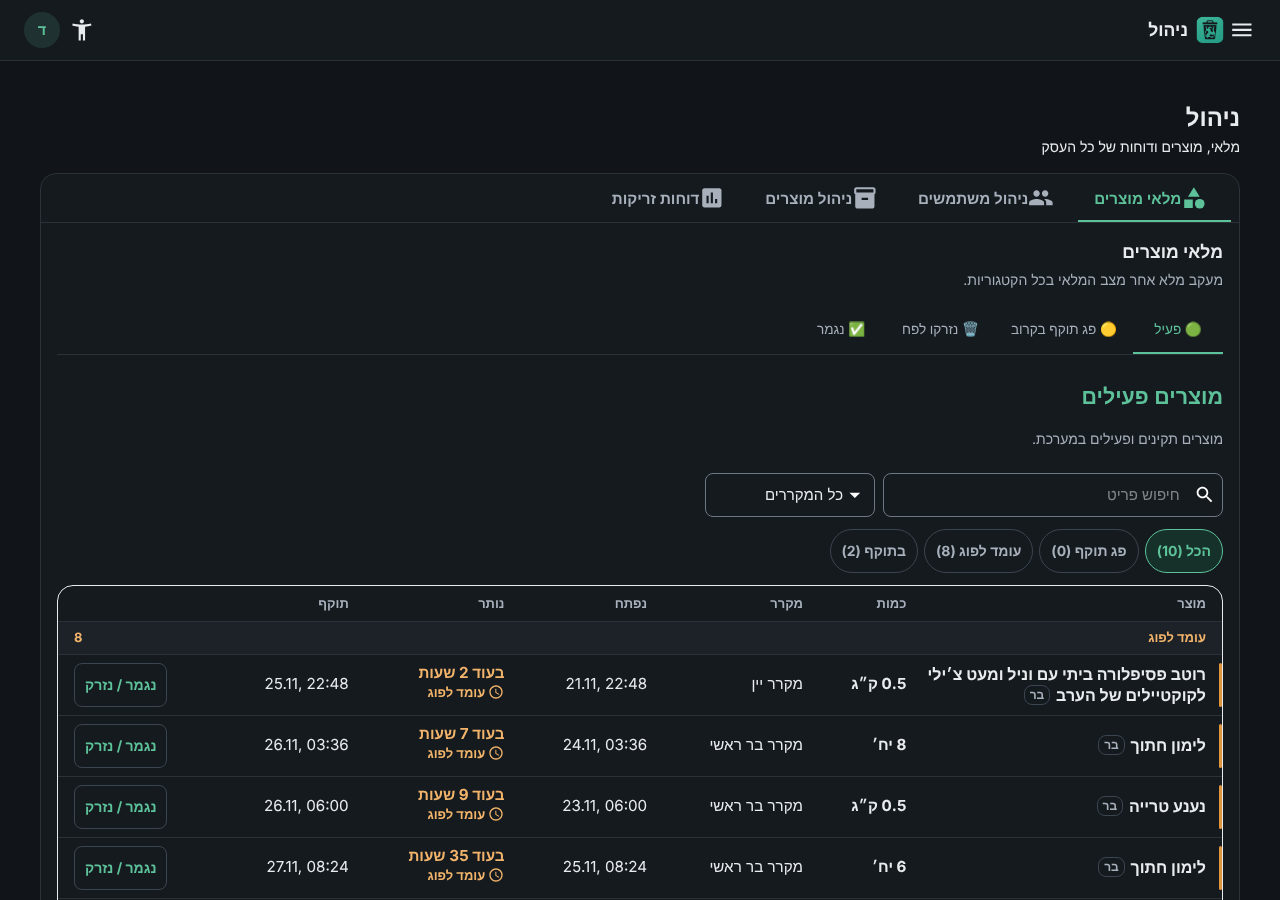 ניהול
ד
ניהול
מלאי, מוצרים ודוחות של כל העסק
מלאי מוצרים
ניהול משתמשים
ניהול מוצרים
דוחות זריקות
מלאי מוצרים
מעקב מלא אחר מצב המלאי בכל הקטגוריות.
🟢 פעיל
🟡 פג תוקף בקרוב
🗑️ נזרקו לפח
✅ נגמר
מוצרים פעילים
מוצרים תקינים ופעילים במערכת.
חיפוש פריט
כל המקררים
הכל (10)
פג תוקף (0)
עומד לפוג (8)
בתוקף (2)
מוצר כמות מקרר נפתח נותר תוקף
עומד לפוג 8
רוטב פסיפלורה ביתי עם וניל ומעט צ׳ילי לקוקטיילים של הערב בר
0.5 ק״ג
מקרר יין
21.11, 22:48
בעוד 2 שעות
עומד לפוג
25.11, 22:48
נגמר / נזרק
לימון חתוך בר
8 יח׳
מקרר בר ראשי
24.11, 03:36
בעוד 7 שעות
עומד לפוג
26.11, 03:36
נגמר / נזרק
נענע טרייה בר
0.5 ק״ג
מקרר בר ראשי
23.11, 06:00
בעוד 9 שעות
עומד לפוג
26.11, 06:00
נגמר / נזרק
לימון חתוך בר
6 יח׳
מקרר בר ראשי
25.11, 08:24
בעוד 35 שעות
עומד לפוג
27.11, 08:24
נגמר / נזרק